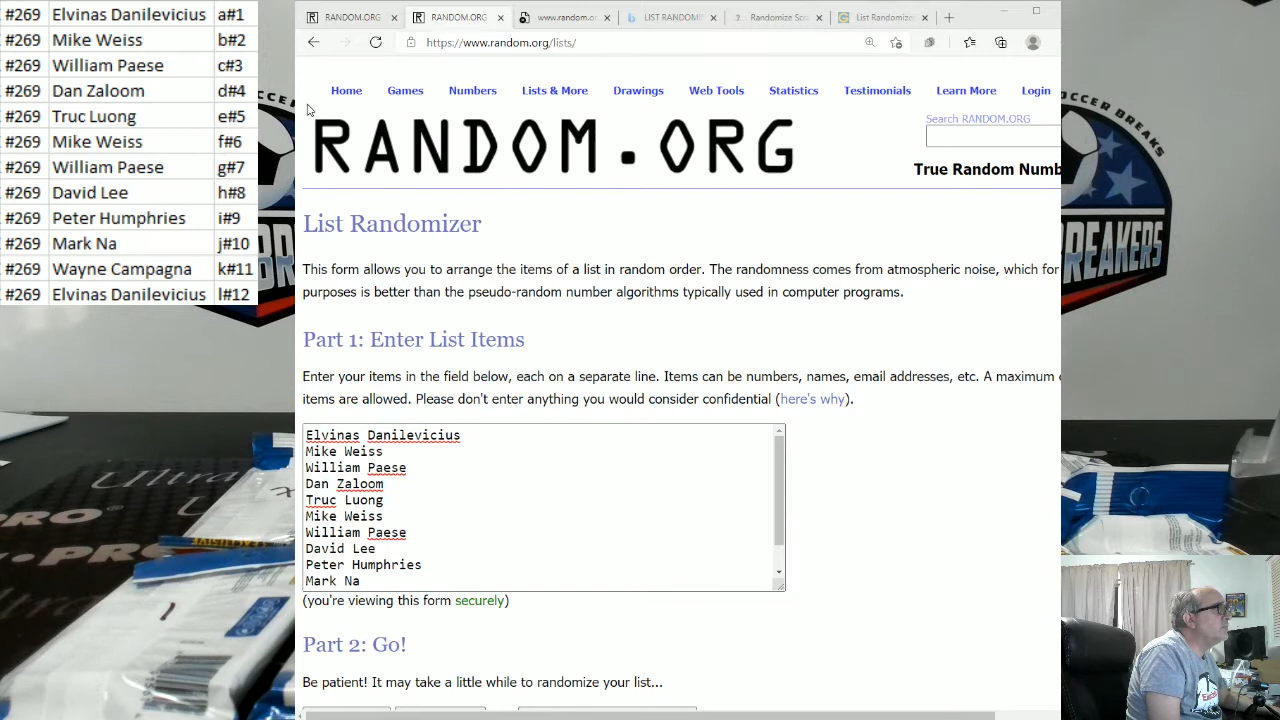 #269 Elvinas Danilevicius a#1
#269 Mike Weiss b#2
#269 William Paese c#3
#269 Dan Zaloom d#4
#269 Truc Luong e#5
#269 Mike Weiss f#6
#269 William Paese g#7
#269 David Lee h#8
#269 Peter Humphries i#9
#269 Mark Na j#10
#269 Wayne Campagna k#11
#269 Elvinas Danilevicius l#12
RANDOM.ORG
RANDOM.ORG
www.random.o
LIST RANDOM
Randomize
List Randomizer
https://www.random.org/lists/
Home Games Numbers Lists & More Drawings Web Tools Statistics Testimonials Learn More Login
RANDOM.ORG
Search RANDOM.ORG
True Random Numb
List Randomizer
This form allows you to arrange the items of a list in random order. The randomness comes from atmospheric noise, which for
purposes is better than the pseudo-random number algorithms typically used in computer programs.
Part 1: Enter List Items
Enter your items in the field below, each on a separate line. Items can be numbers, names, email addresses, etc. A maximum
items are allowed. Please don't enter anything you would consider confidential (here's why).
Elvinas Danilevicius
Mike Weiss
William Paese
Dan Zaloom
Truc Luong
Mike Weiss
William Paese
David Lee
Peter Humphries
Mark Na
(you're viewing this form securely)
Part 2: Go!
Be patient! It may take a little while to randomize your list...
SOCCER BREAKS
BREAKERS
Ultra
PRO